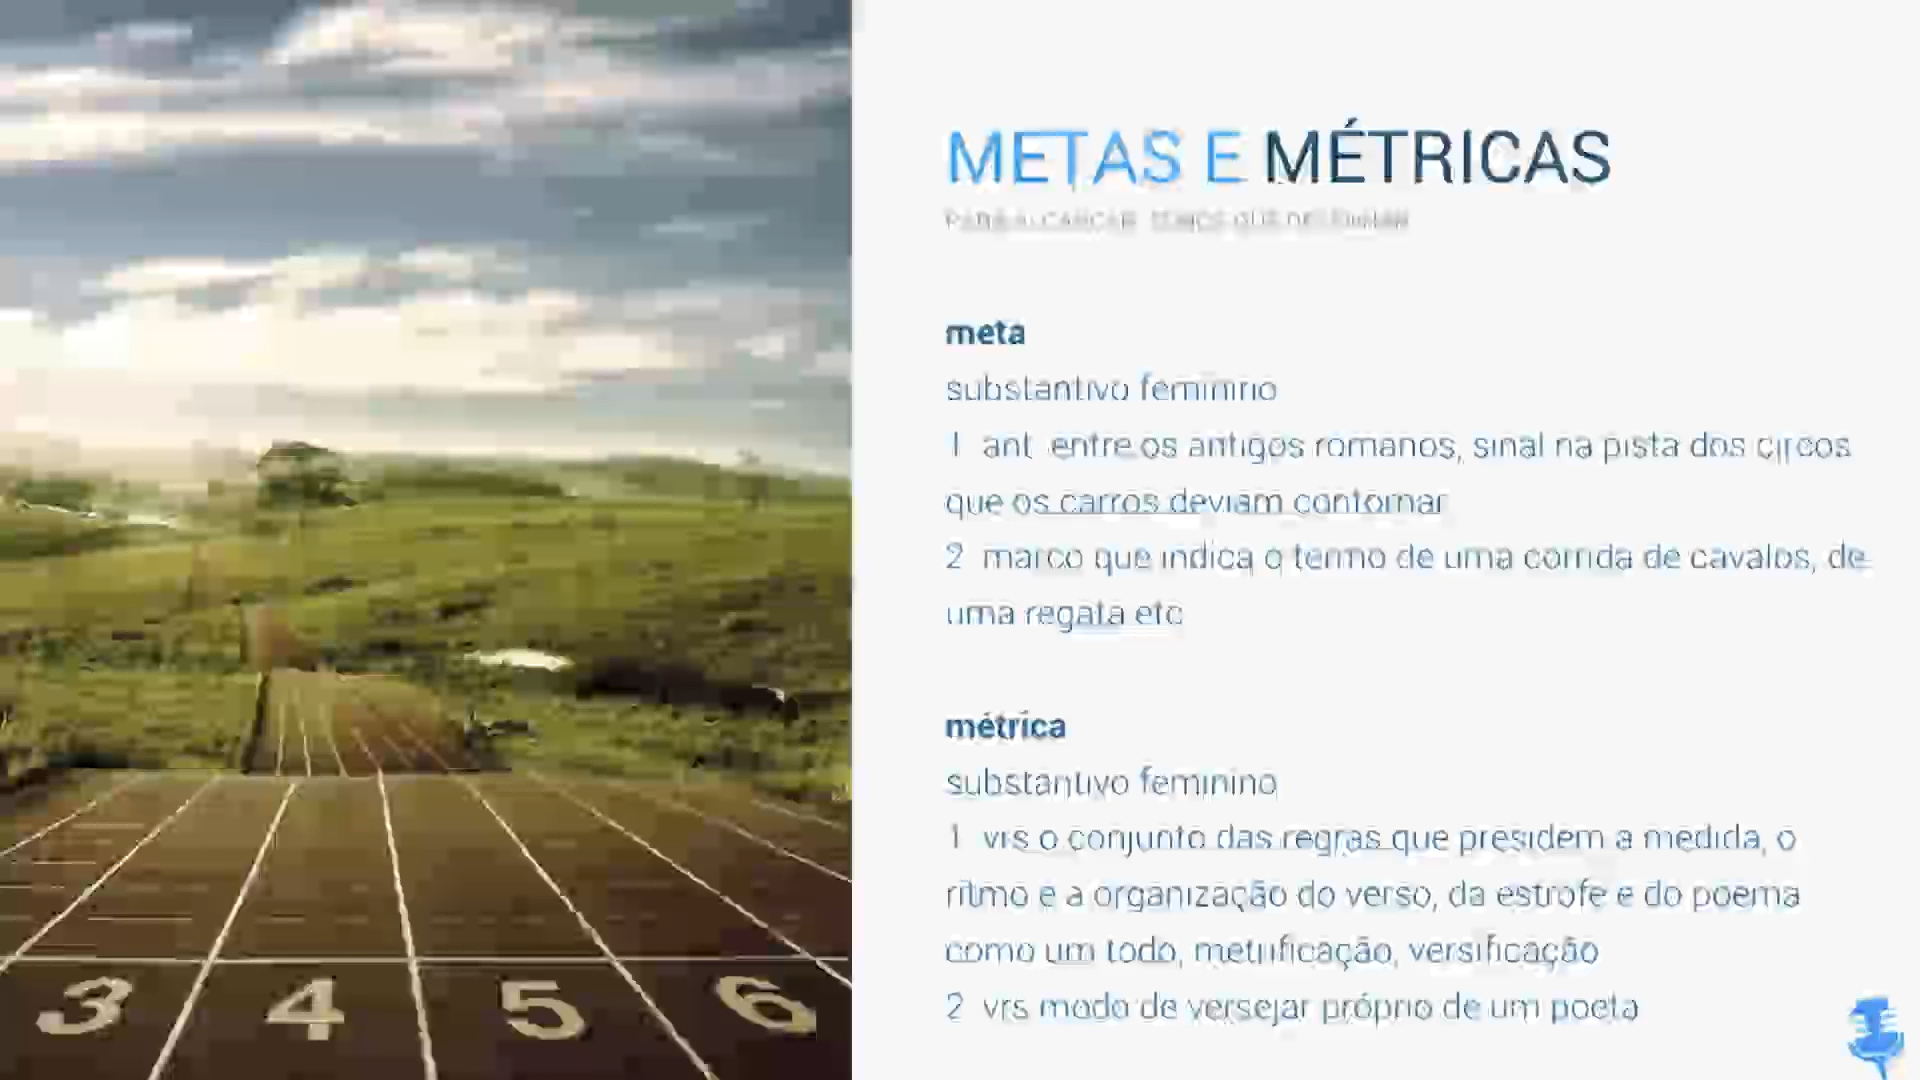 METAS E MÉTRICAS
meta
substantivo feminino
1 ant entre os antigos romanos, sinal na pista dos circos
que os carros deviam contornar
2 marco que indica o termo de uma corrida de cavalos, de
uma regata etc
métrica
substantivo feminino
1 vrs o conjunto das regras que presidem a medida, o
ritmo e a organização do verso, da estrofe e do poema
como um todo, metrificação, versificação
2 vrs modo de versejar próprio de um poeta
3 4 5 6